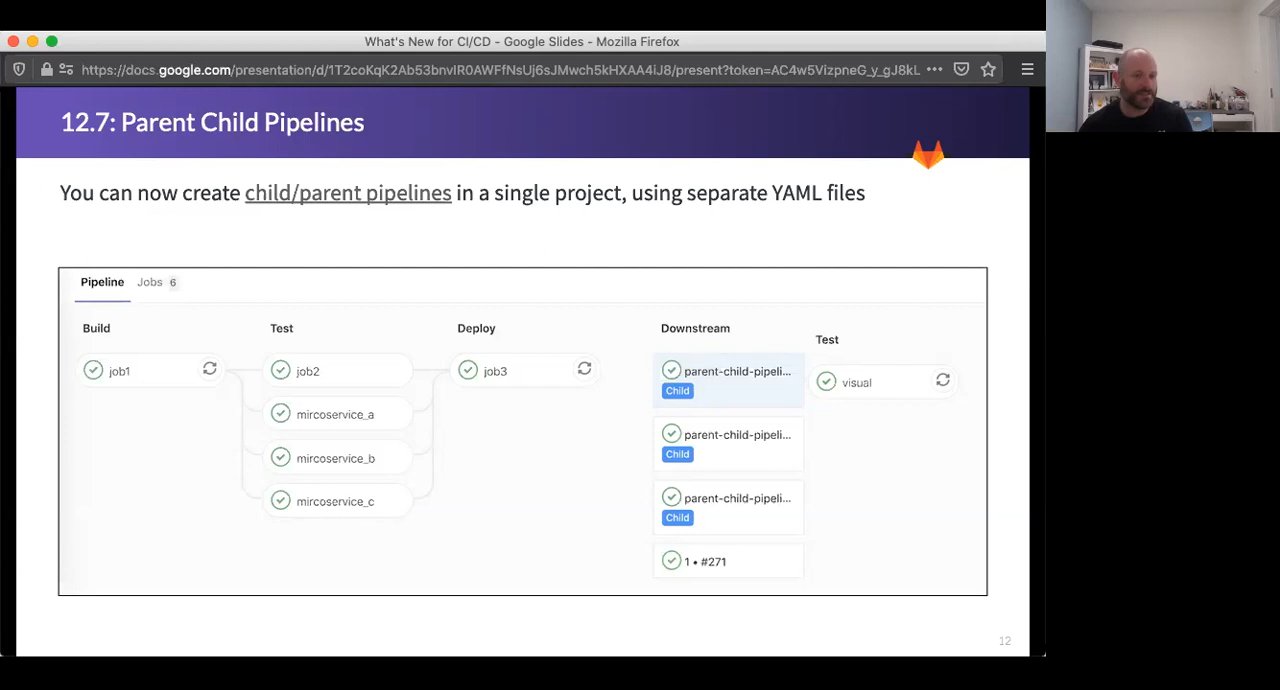 What's New for CI/CD - Google Slides - Mozilla Firefox
https://docs.google.com/presentation/d/1T2coKqK2Ab53bnvIR0AWFfNsUj6sJMwch5kHXAA4iJ8/present?token=AC4w5VizpneG_y_gJ8kL
12.7: Parent Child Pipelines
You can now create child/parent pipelines in a single project, using separate YAML files
Pipeline Jobs 6
Build Test Deploy Downstream Test
job1 job2 job3 parent-child-pipeli... visual
Child
mircoservice_a parent-child-pipeli...
Child
mircoservice_b
mircoservice_c parent-child-pipeli...
Child
1 • #271
12